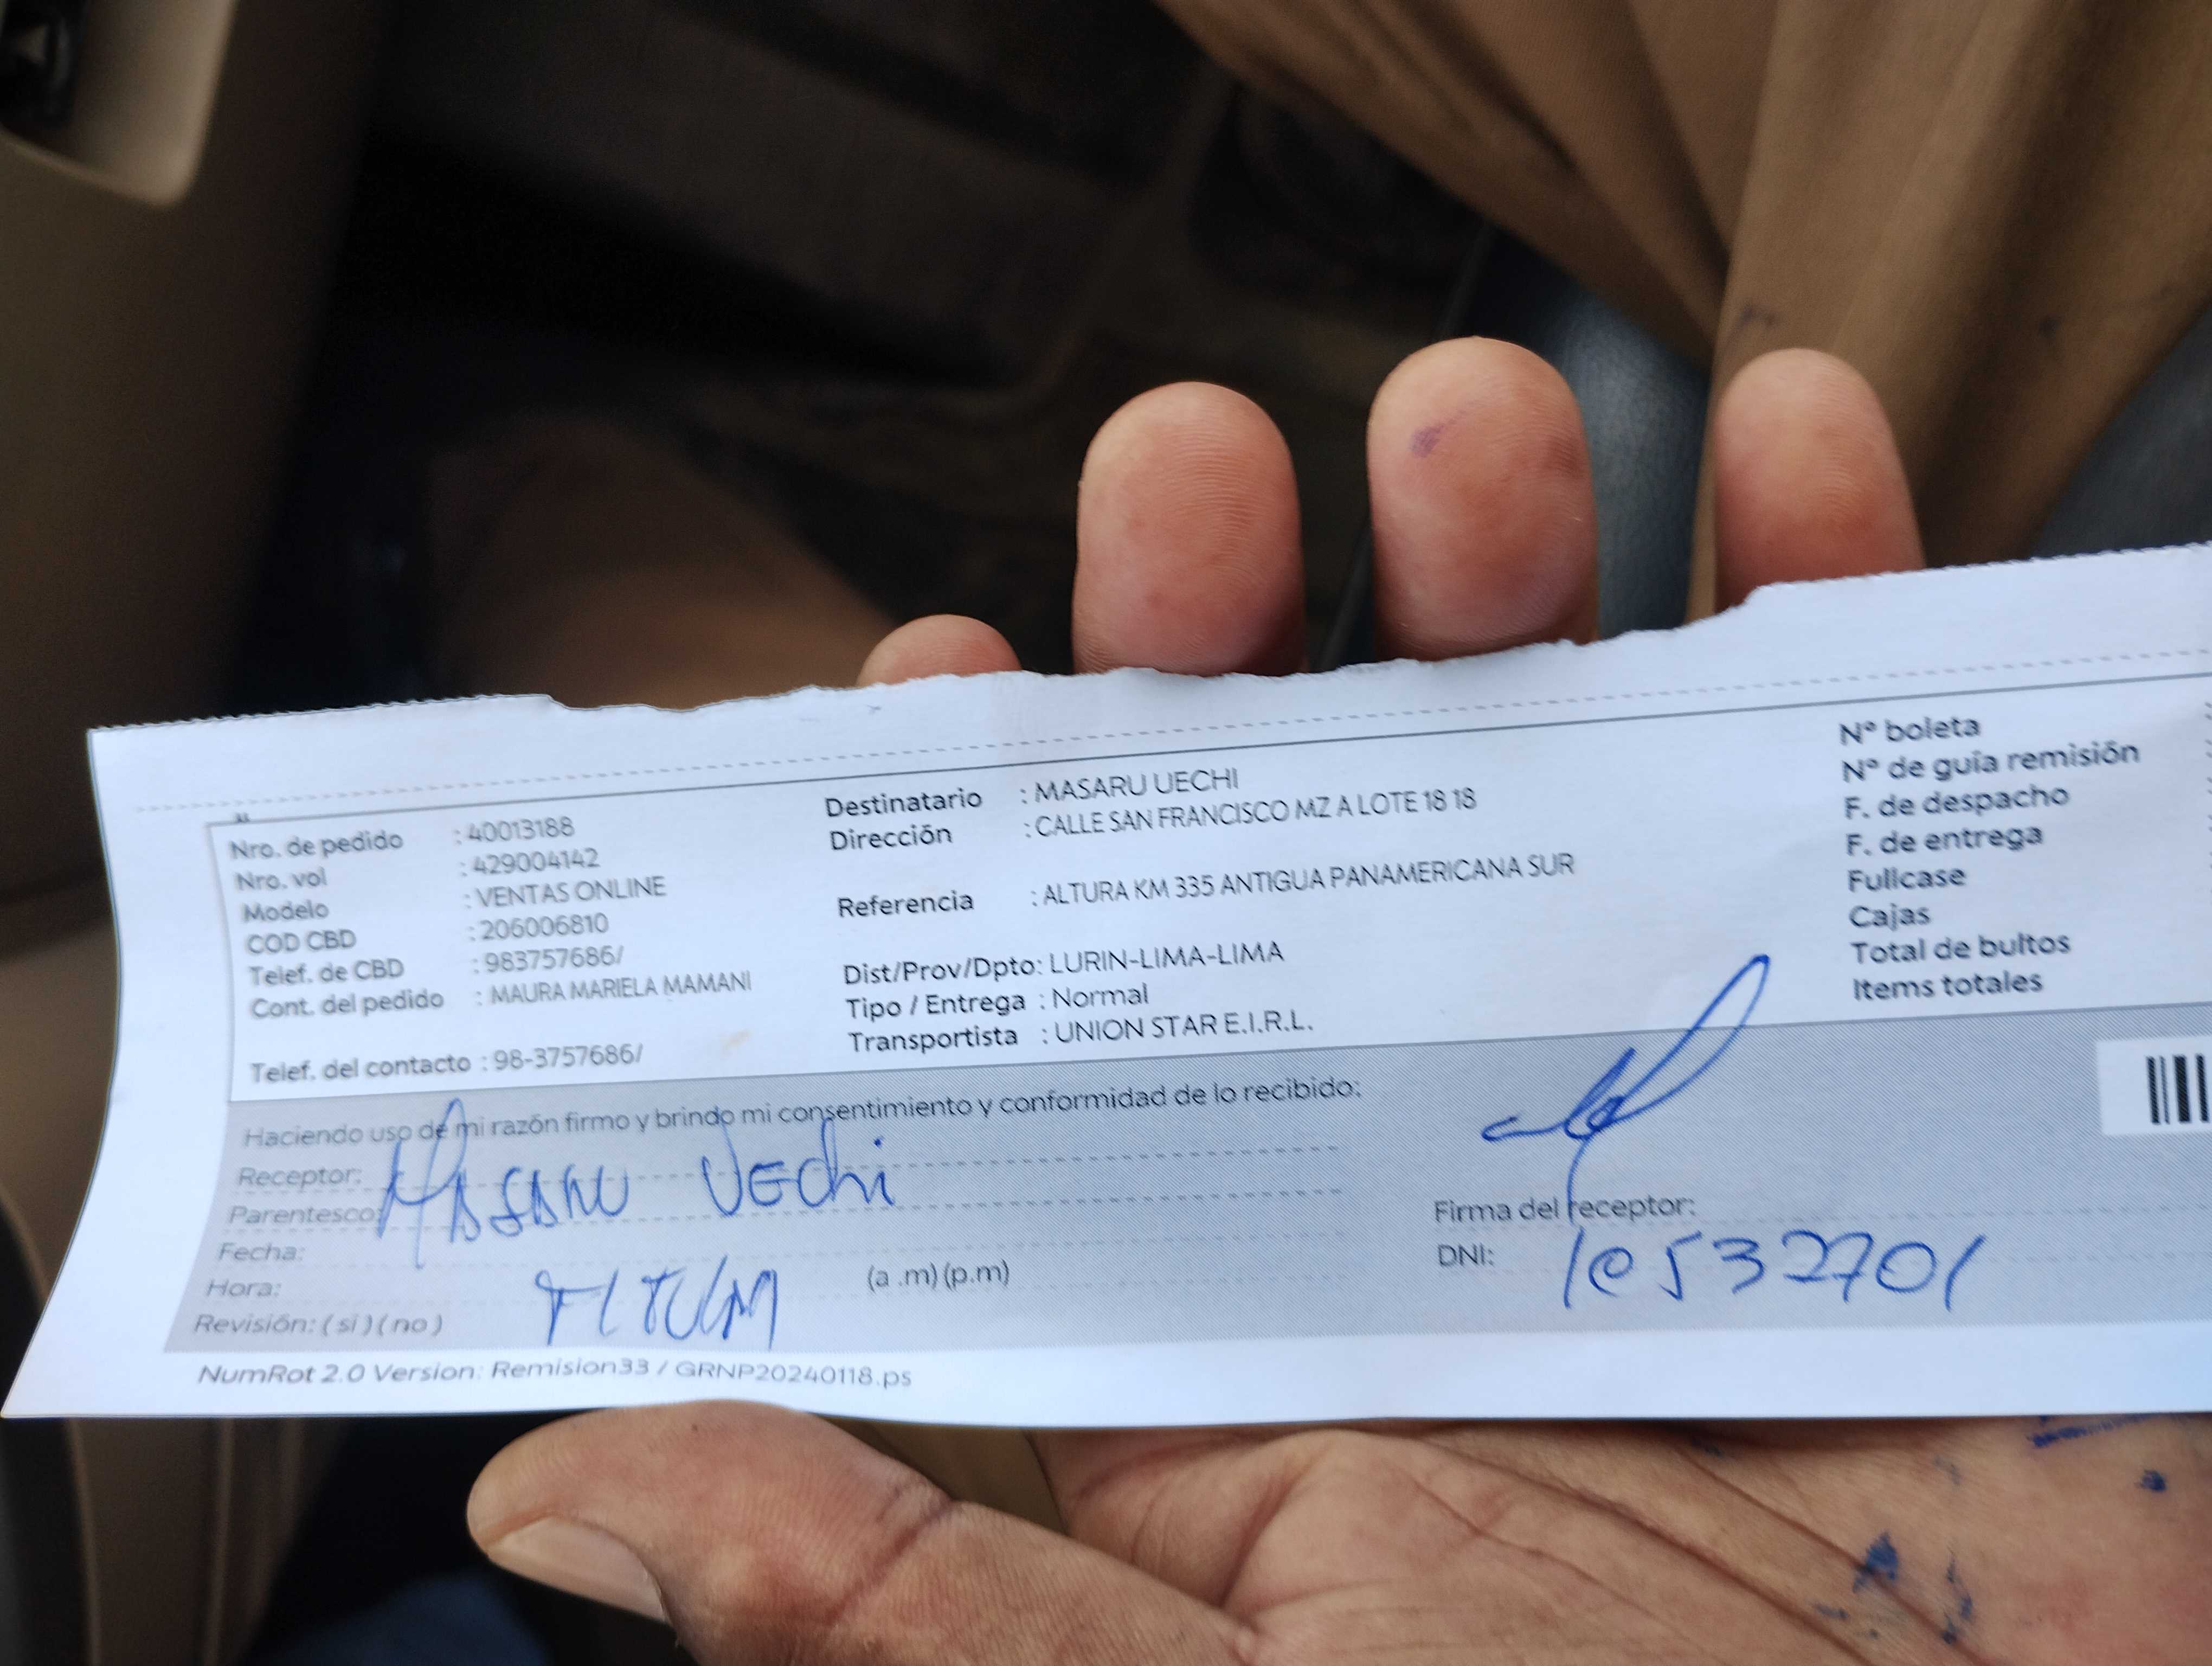 Nro. de pedido : 40013188
Nro. vol : 429004142
Modelo : VENTAS ONLINE
COD CBD : 206006810
Telef. de CBD : 983757686/
Cont. del pedido : MAURA MARIELA MAMANI
Telef. del contacto : 98-3757686/
Destinatario : MASARU UECHI
Dirección : CALLE SAN FRANCISCO MZ A LOTE 18 18
Referencia : ALTURA KM 335 ANTIGUA PANAMERICANA SUR
Dist/Prov/Dpto: LURIN-LIMA-LIMA
Tipo / Entrega : Normal
Transportista : UNION STAR E.I.R.L.
N° boleta :
N° de guía remisión :
F. de despacho
F. de entrega
Fullcase
Cajas
Total de bultos
Items totales
Haciendo uso de mi razón firmo y brindo mi consentimiento y conformidad de lo recibido:
Receptor: MASARU UEchi
Parentesco:
Fecha:
Hora: (a .m) (p.m)
Revisión: ( si ) ( no )
Firma del receptor:
DNI: 10532701
NumRot 2.0 Version: Remision33 / GRNP20240118.ps